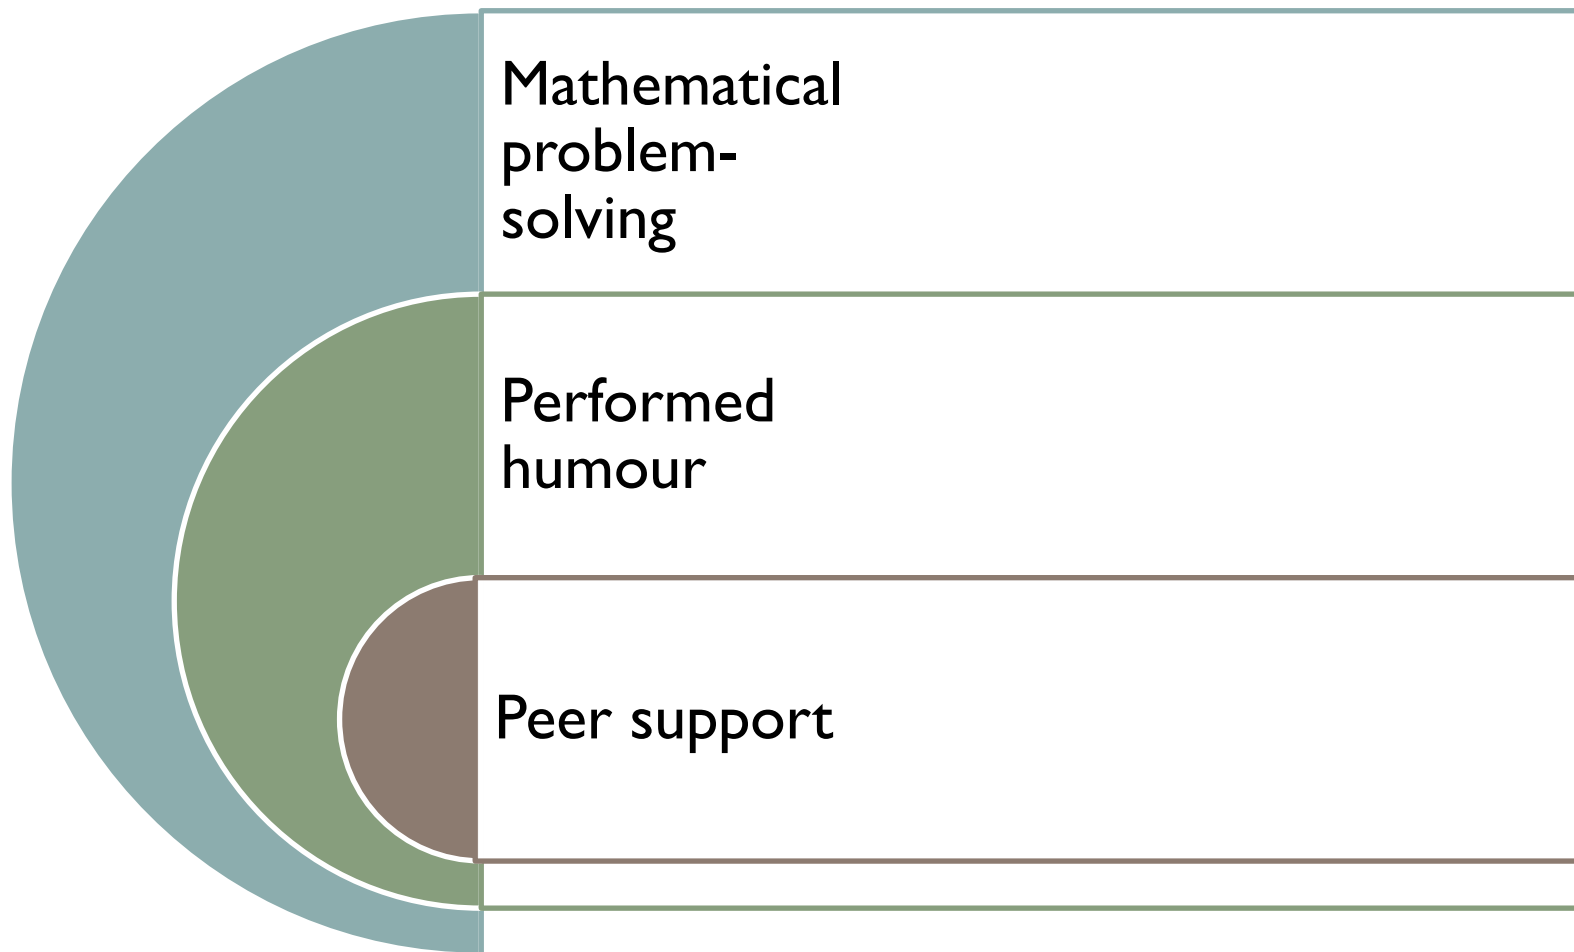 Mathematical
problem-
solving
Performed
humour
Peer support